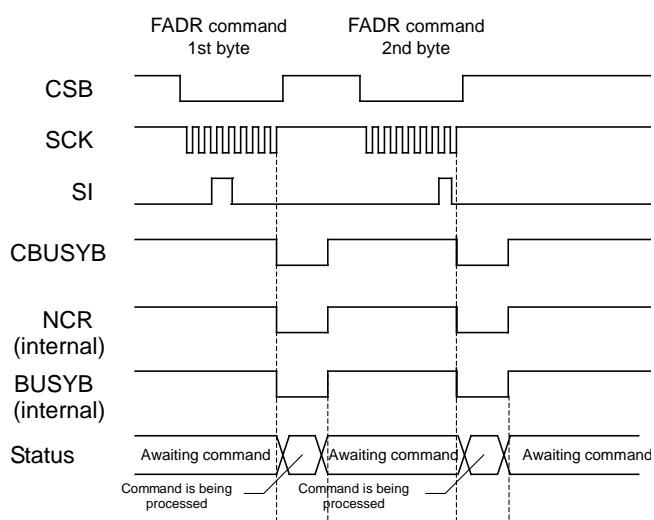 FADR command
1st byte
FADR command
2nd byte
CSB
SCK
SI
CBUSYB
NCR
(internal)
BUSYB
(internal)
Status
Awaiting command
Awaiting command
Awaiting command
Command is being
processed
Command is being
processed